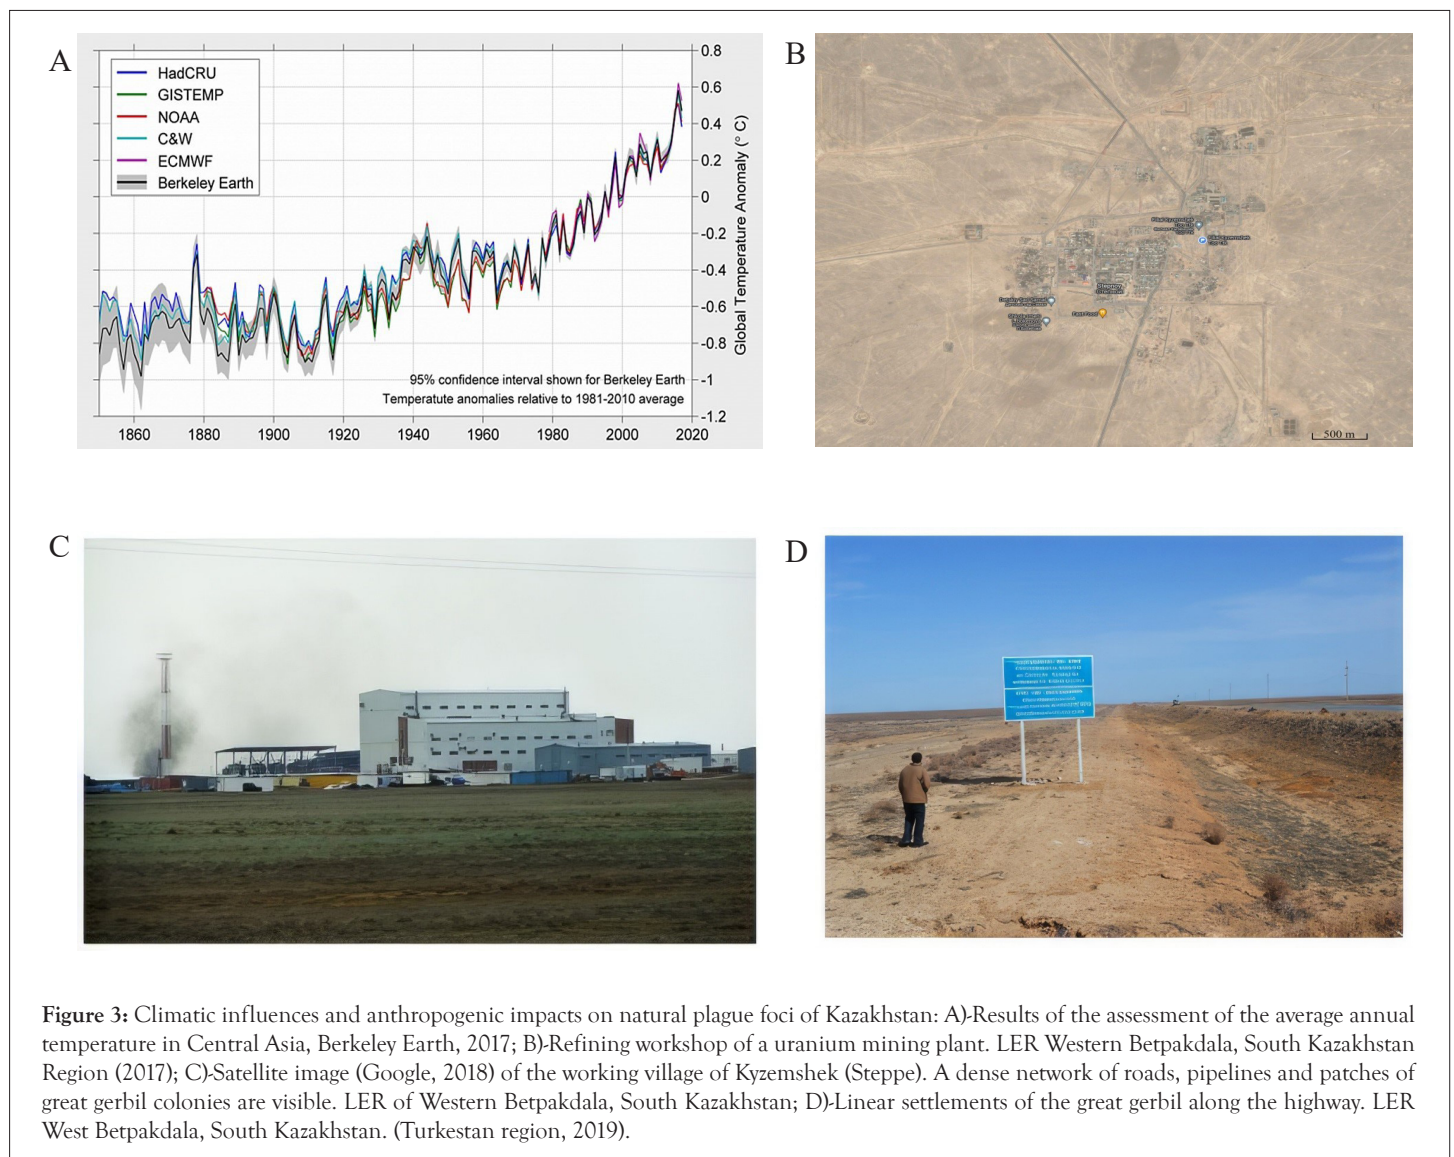 A
HadCRU
GISTEMP
NOAA
C&W
ECMWF
Berkeley Earth
95% confidence interval shown for Berkeley Earth
Temperatute anomalies relative to 1981-2010 average
0.8
0.6
0.4
0.2
0
-0.2
-0.4
-0.6
-0.8
-1
-1.2
Global Temperature Anomaly (° C)
1860 1880 1900 1920 1940 1960 1980 2000 2020
B
Stepnoy
Fast Food
500 m
C
D
Figure 3: Climatic influences and anthropogenic impacts on natural plague foci of Kazakhstan: A)-Results of the assessment of the average annual
temperature in Central Asia, Berkeley Earth, 2017; B)-Refining workshop of a uranium mining plant. LER Western Betpakdala, South Kazakhstan
Region (2017); C)-Satellite image (Google, 2018) of the working village of Kyzemshek (Steppe). A dense network of roads, pipelines and patches of
great gerbil colonies are visible. LER of Western Betpakdala, South Kazakhstan; D)-Linear settlements of the great gerbil along the highway. LER
West Betpakdala, South Kazakhstan. (Turkestan region, 2019).